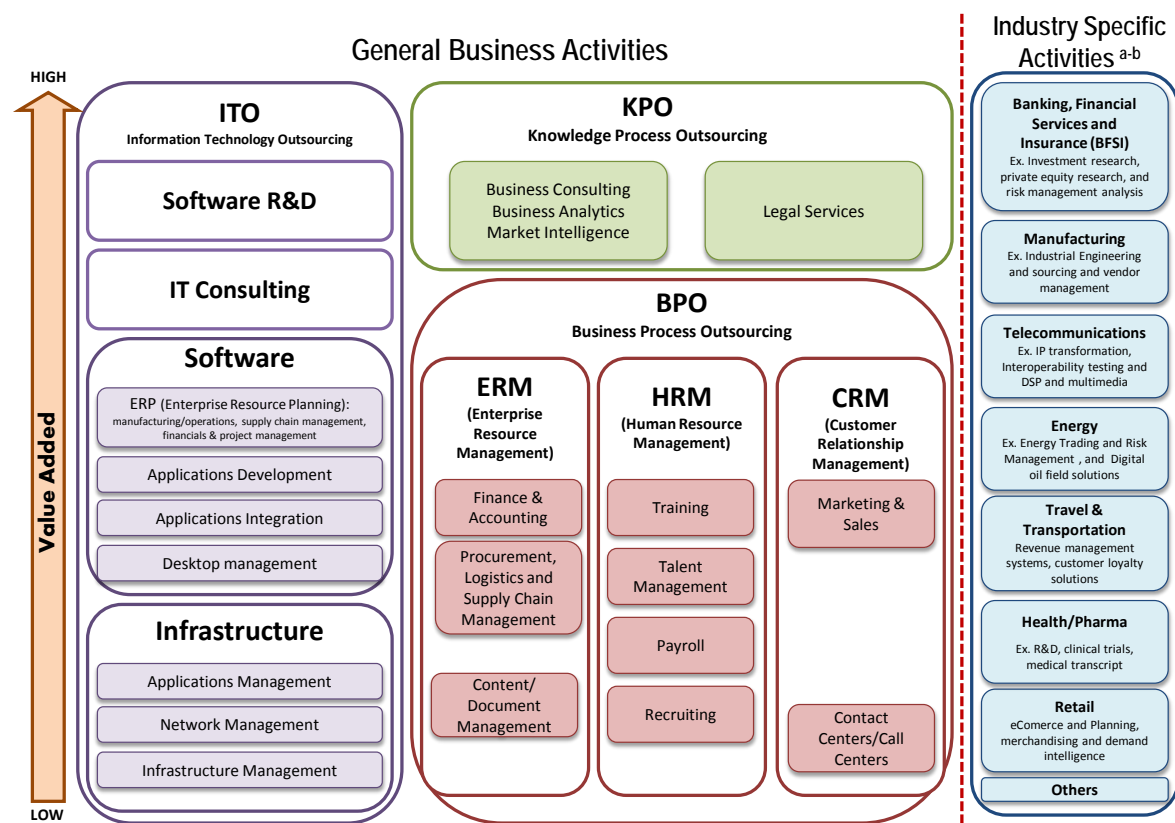 General Business Activities
Industry Specific
Activities a-b
HIGH
Value Added
LOW
ITO
Information Technology Outsourcing
Software R&D
IT Consulting
Software
ERP (Enterprise Resource Planning):
manufacturing/operations, supply chain management,
financials & project management
Applications Development
Applications Integration
Desktop management
Infrastructure
Applications Management
Network Management
Infrastructure Management
KPO
Knowledge Process Outsourcing
Business Consulting
Business Analytics
Market Intelligence
Legal Services
BPO
Business Process Outsourcing
ERM
(Enterprise
Resource
Management)
Finance &
Accounting
Procurement,
Logistics and
Supply Chain
Management
Content/
Document
Management
HRM
(Human Resource
Management)
Training
Talent
Management
Payroll
Recruiting
CRM
(Customer
Relationship
Management)
Marketing &
Sales
Contact
Centers/Call
Centers
Banking, Financial
Services and
Insurance (BFSI)
Ex. Investment research,
private equity research, and
risk management analysis
Manufacturing
Ex. Industrial Engineering
and sourcing and vendor
management
Telecommunications
Ex. IP transformation,
Interoperability testing and
DSP and multimedia
Energy
Ex. Energy Trading and Risk
Management , and Digital
oil field solutions
Travel &
Transportation
Revenue management
systems, customer loyalty
solutions
Health/Pharma
Ex. R&D, clinical trials,
medical transcript
Retail
eComerce and Planning,
merchandising and demand
intelligence
Others